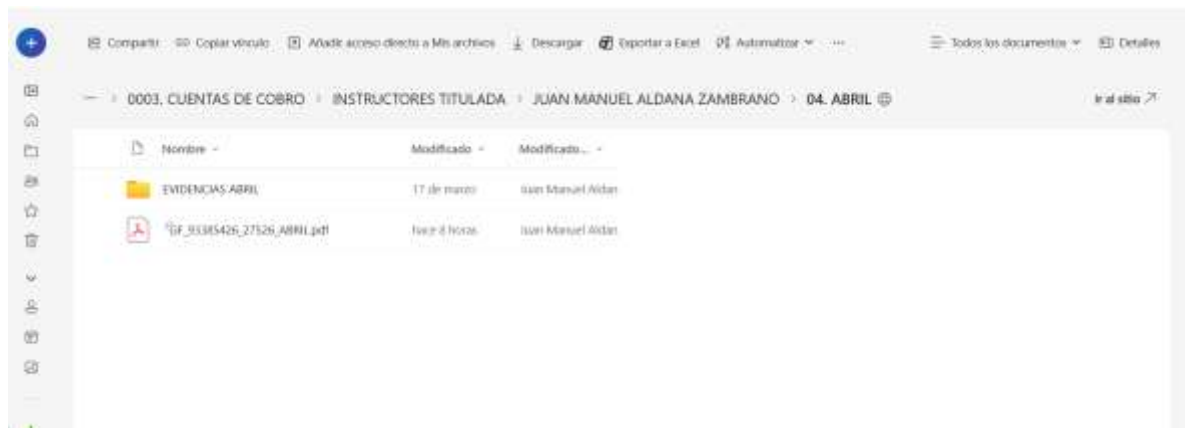 Compartir Copiar vínculo Añadir acceso directo a Mis archivos Descargar Exportar a Excel Automatizar ... Todos los documentos Detalles
... > 0003. CUENTAS DE COBRO > INSTRUCTORES TITULADA > JUAN MANUEL ALDANA ZAMBRANO > 04. ABRIL Ir al sitio
Nombre Modificado Modificado...
EVIDENCIAS ABRIL 17 de marzo Juan Manuel Aldan
GF_93385426_27526_ABRIL.pdf hace 8 horas Juan Manuel Aldan